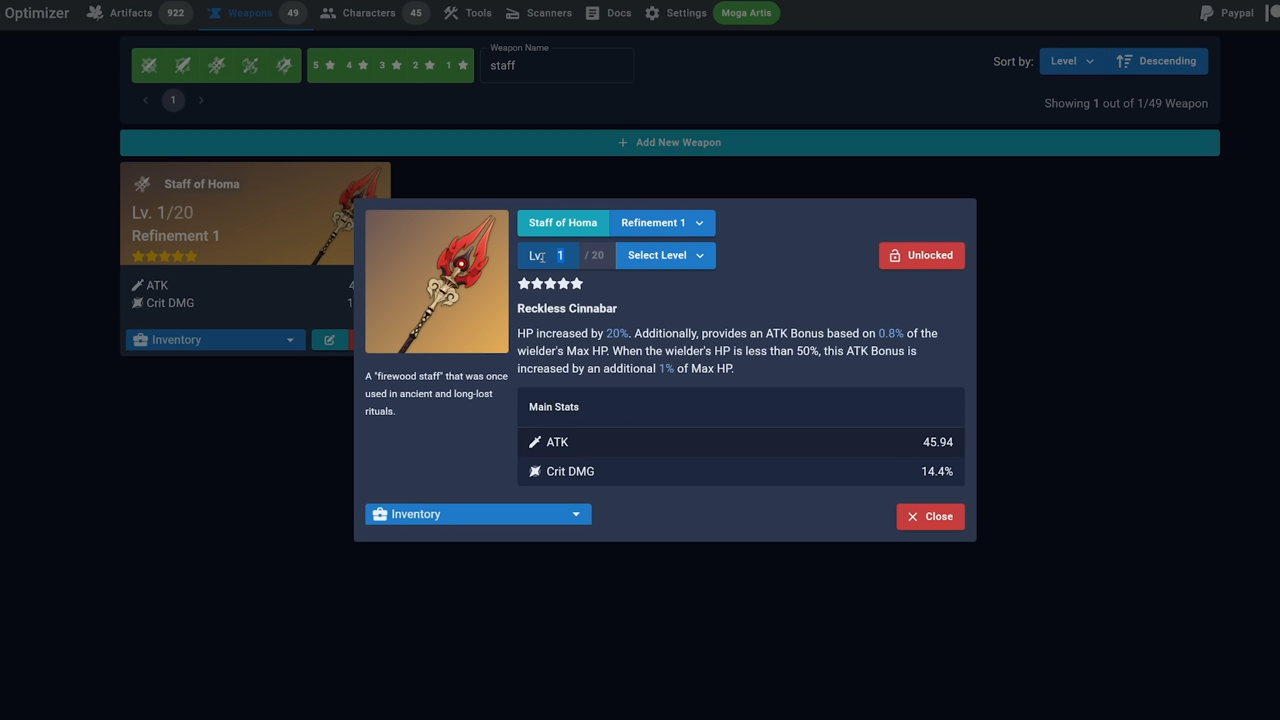 Optimizer Artifacts 922 Weapons 49 Characters 45 Tools Scanners Docs Settings Moga Artis Paypal
5 4 3 2 1
Weapon Name
staff
Sort by: Level Descending
1
Showing 1 out of 1/49 Weapon
+ Add New Weapon
Staff of Homa
Lv. 1/20
Refinement 1
ATK 4
Crit DMG 1
Inventory
Staff of Homa Refinement 1
Lv. 1 / 20 Select Level Unlocked
Reckless Cinnabar
HP increased by 20%. Additionally, provides an ATK Bonus based on 0.8% of the
wielder's Max HP. When the wielder's HP is less than 50%, this ATK Bonus is
increased by an additional 1% of Max HP.
A "firewood staff" that was once
used in ancient and long-lost
rituals.
Main Stats
ATK 45.94
Crit DMG 14.4%
Inventory
Close